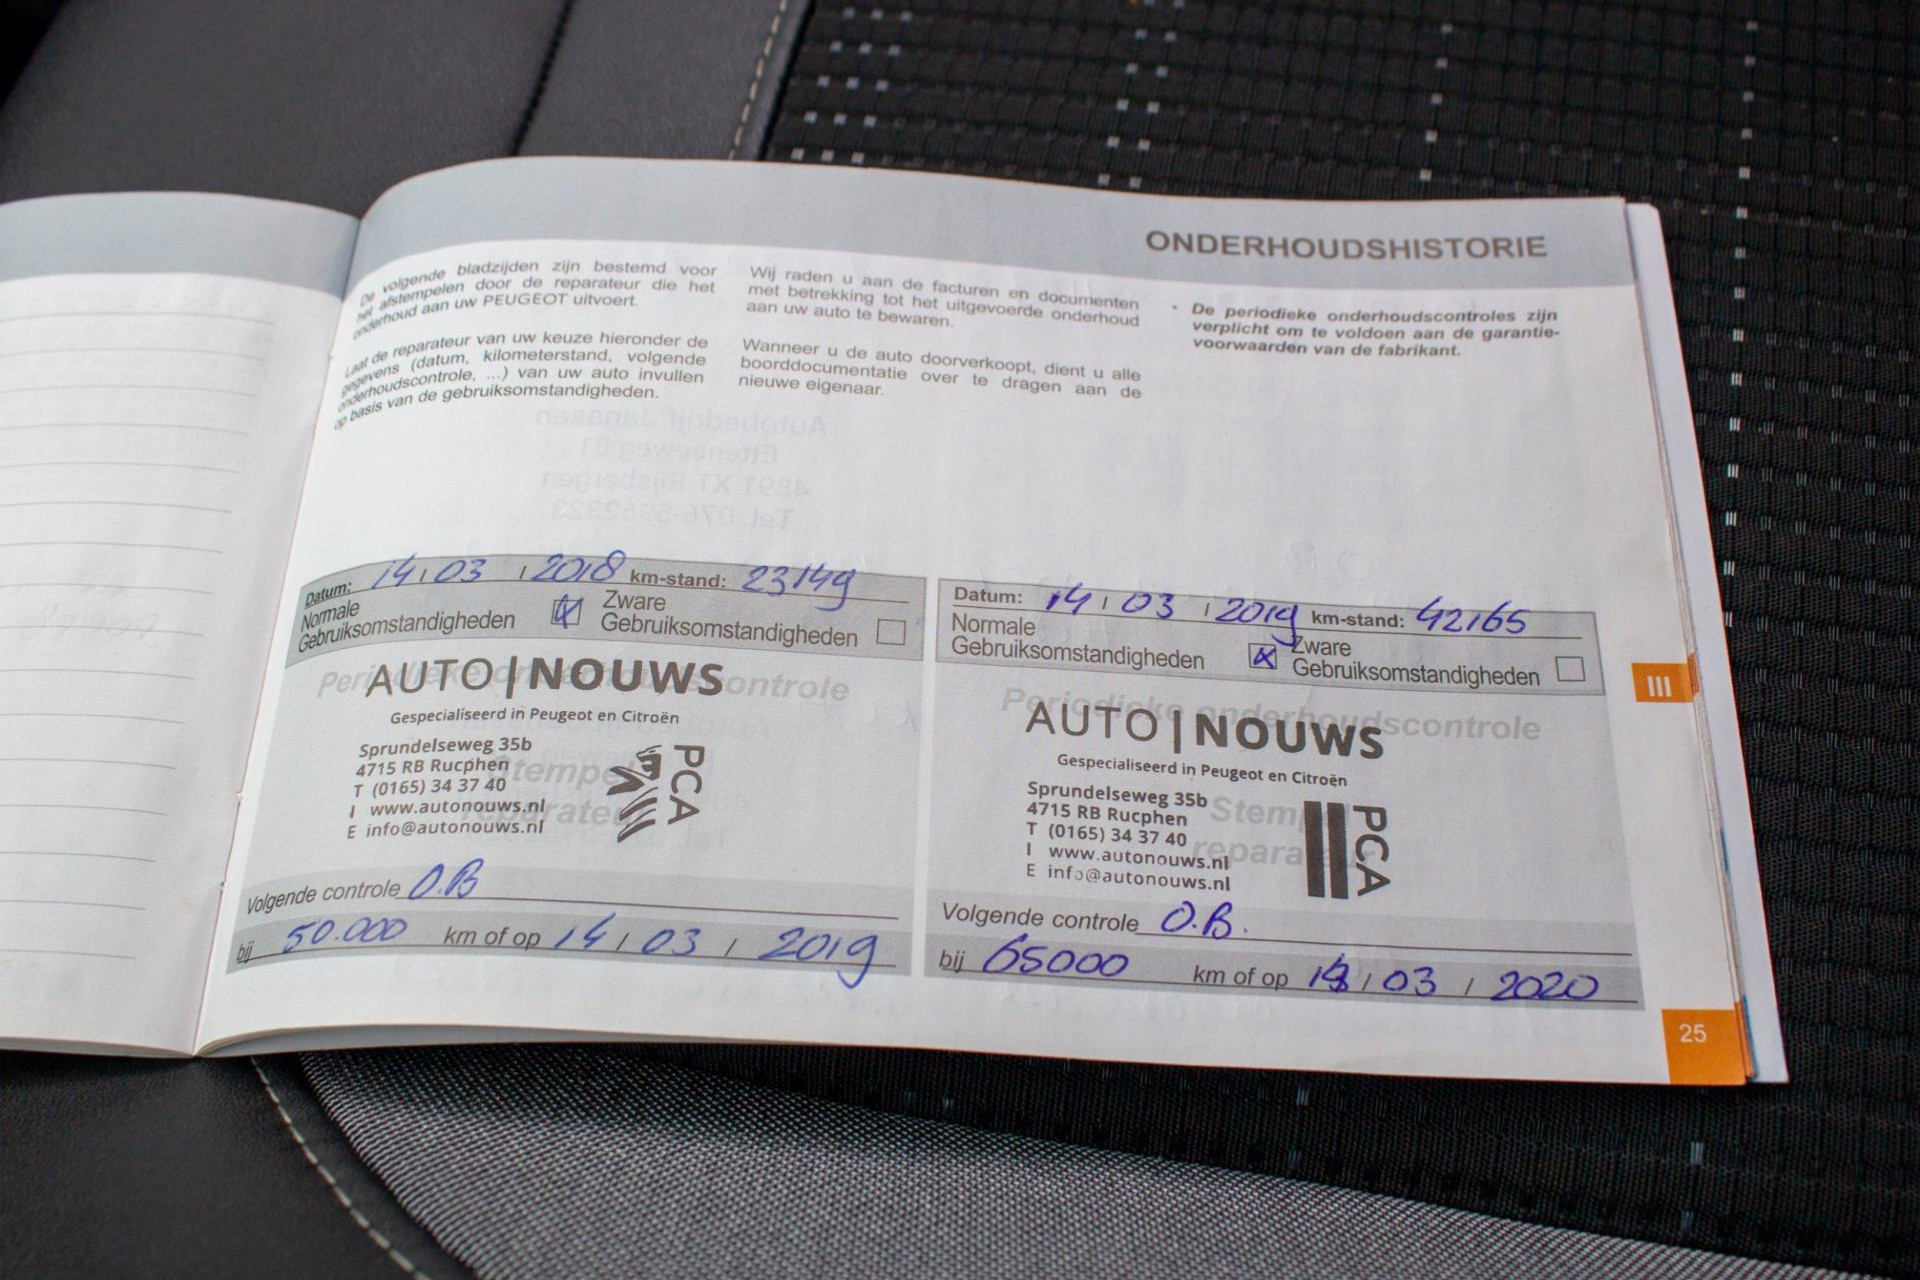 ONDERHOUDSHISTORIE
De volgende bladzijden zijn bestemd voor
het afstempelen door de reparateur die het
onderhoud aan uw PEUGEOT uitvoert.
Laat de reparateur van uw keuze hieronder de
gegevens (datum, kilometerstand, volgende
onderhoudscontrole, ...) van uw auto invullen
op basis van de gebruiksomstandigheden.
Wij raden u aan de facturen en documenten
met betrekking tot het uitgevoerde onderhoud
aan uw auto te bewaren.
Wanneer u de auto doorverkoopt, dient u alle
boorddocumentatie over te dragen aan de
nieuwe eigenaar.
• De periodieke onderhoudscontroles zijn
verplicht om te voldoen aan de garantie-
voorwaarden van de fabrikant.
Datum: 14 / 03 / 2018 km-stand: 23149
Normale
Gebruiksomstandigheden
Zware
Gebruiksomstandigheden
Periodieke onderhoudscontrole
AUTO | NOUWS
Gespecialiseerd in Peugeot en Citroën
Sprundelseweg 35b
4715 RB Rucphen
T (0165) 34 37 40
I www.autonouws.nl
E info@autonouws.nl
PCA
Stempel
reparateur
Volgende controle O.B
bij 50.000 km of op 14 / 03 / 2019
Datum: 14 / 03 / 2019 km-stand: 42165
Normale
Gebruiksomstandigheden
Zware
Gebruiksomstandigheden
Periodieke onderhoudscontrole
AUTO | NOUWS
Gespecialiseerd in Peugeot en Citroën
Sprundelseweg 35b
4715 RB Rucphen
T (0165) 34 37 40
I www.autonouws.nl
E info@autonouws.nl
PCA
Stempel
reparateur
Volgende controle O.B.
bij 65000 km of op 14 / 03 / 2020
III
25